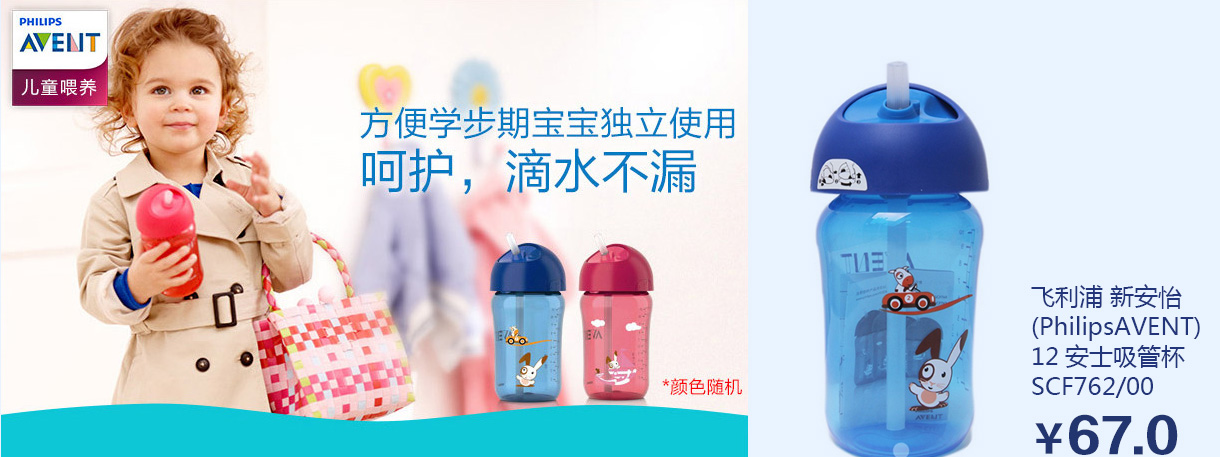 PHILIPS
AVENT
儿童喂养
方便学步期宝宝独立使用
呵护，滴水不漏
*颜色随机
AVENT
AVENT
飞利浦 新安怡
(PhilipsAVENT)
12 安士吸管杯
SCF762/00
¥67.0